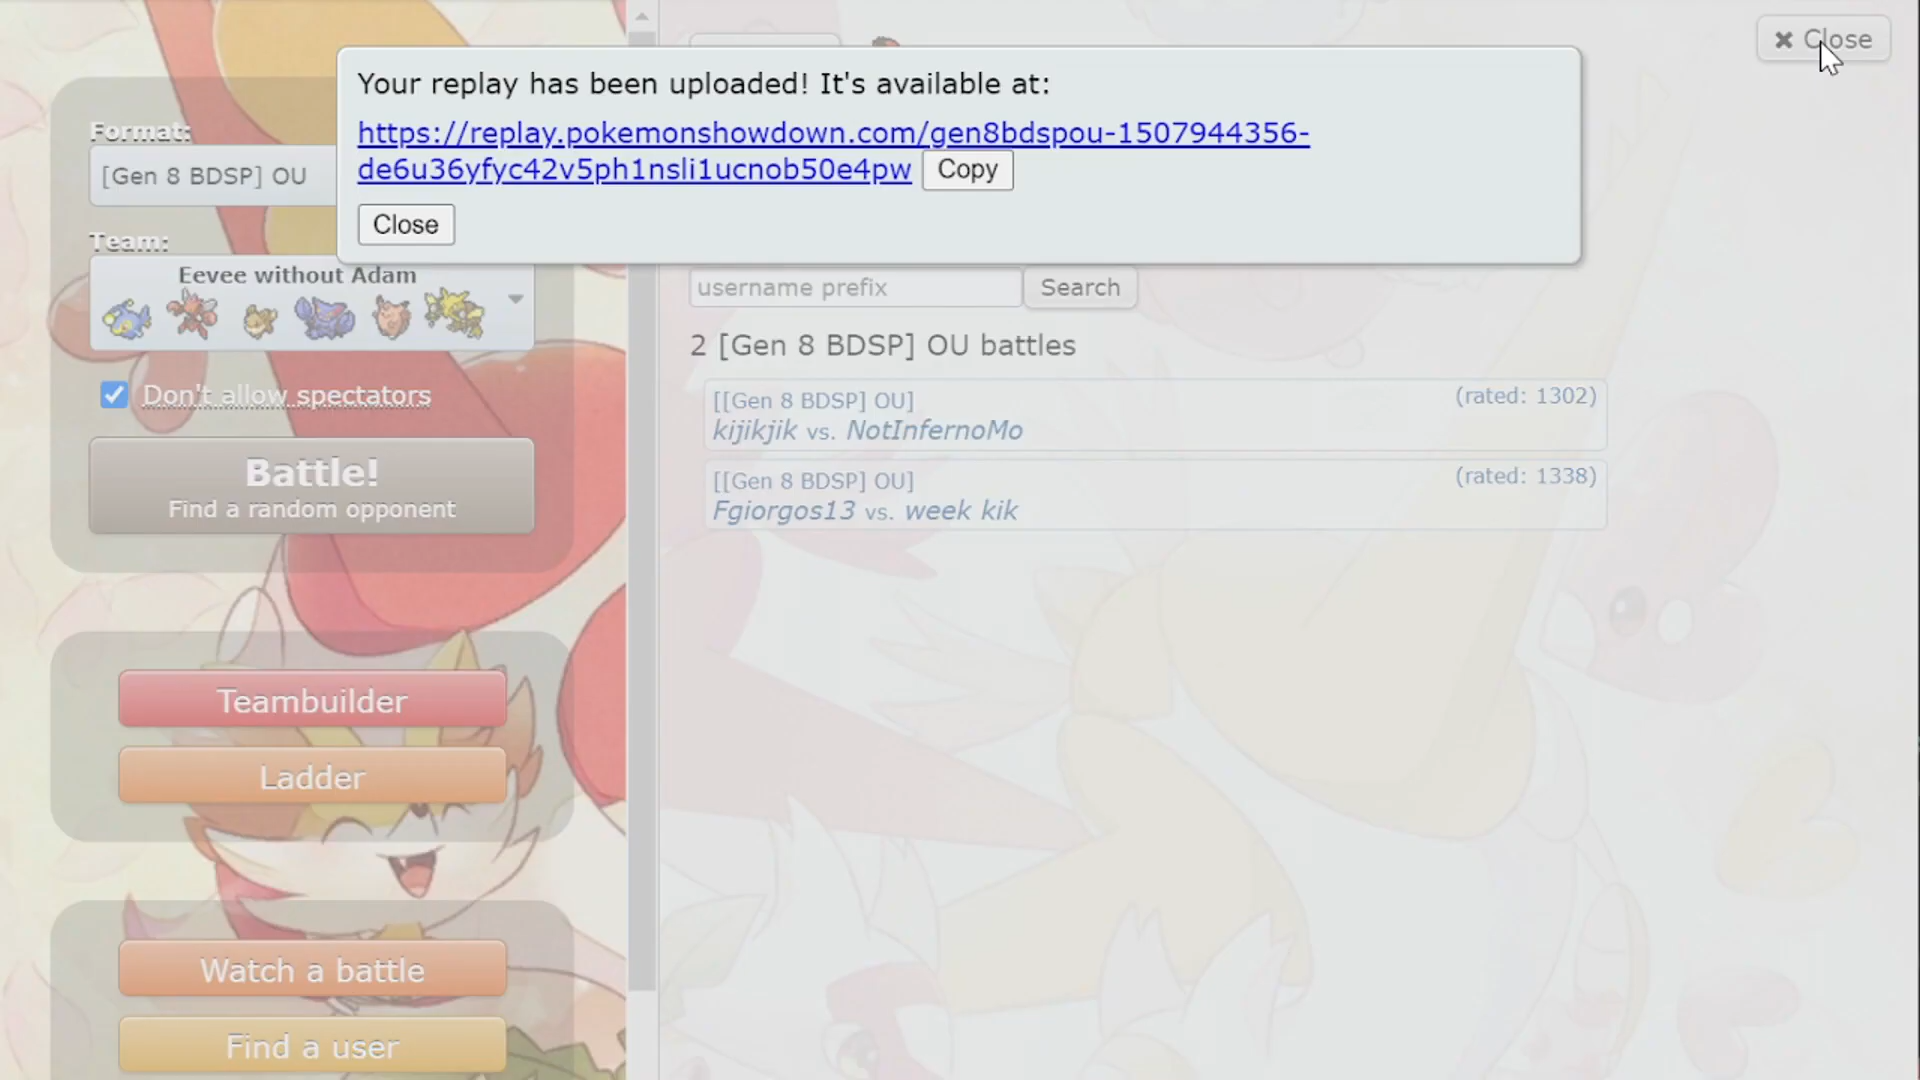 Your replay has been uploaded! It's available at:
https://replay.pokemonshowdown.com/gen8bdspou-1507944356-
de6u36yfyc42v5ph1nsli1ucnob50e4pw Copy
Close
✖ Close
Format:
[Gen 8 BDSP] OU
Team:
Eevee without Adam
Don't allow spectators
Battle!
Find a random opponent
Teambuilder
Ladder
Watch a battle
Find a user
username prefix Search
2 [Gen 8 BDSP] OU battles
[[Gen 8 BDSP] OU] (rated: 1302)
kijikjik vs. NotInfernoMo
[[Gen 8 BDSP] OU] (rated: 1338)
Fgiorgos13 vs. week kik